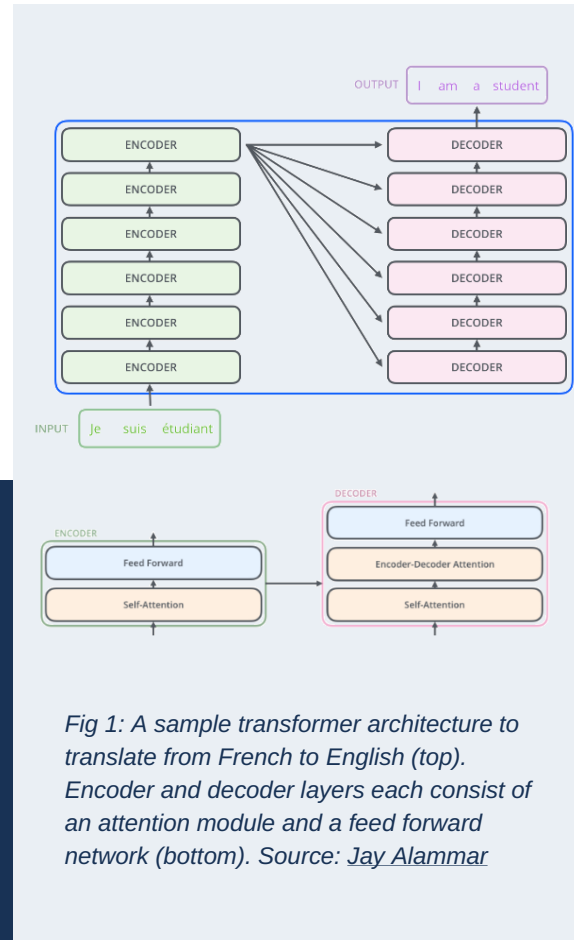 OUTPUT I am a student
ENCODER DECODER
ENCODER DECODER
ENCODER DECODER
ENCODER DECODER
ENCODER DECODER
ENCODER DECODER
INPUT Je suis étudiant
DECODER
Feed Forward
ENCODER
Feed Forward Encoder-Decoder Attention
Self-Attention Self-Attention
Fig 1: A sample transformer architecture to
translate from French to English (top).
Encoder and decoder layers each consist of
an attention module and a feed forward
network (bottom). Source: Jay Alammar